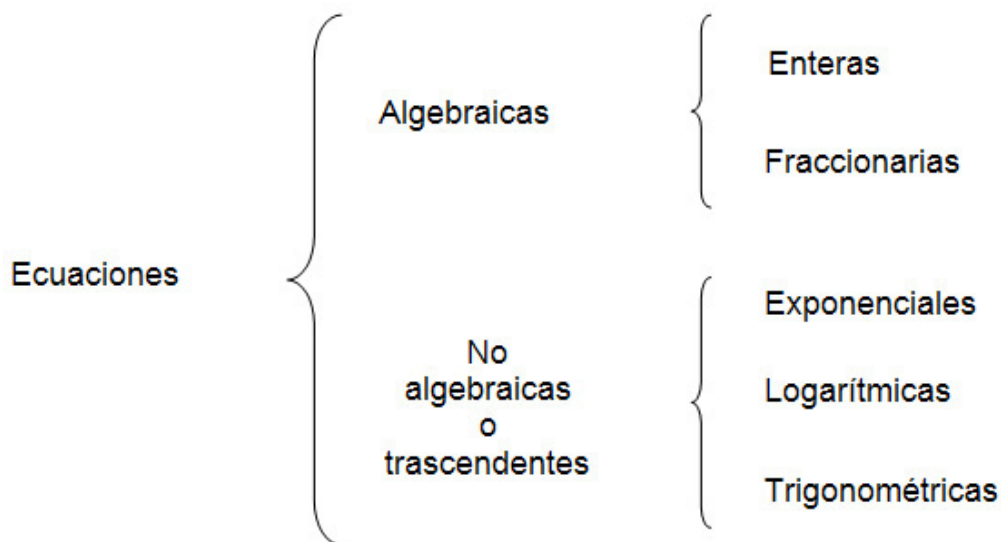 Ecuaciones
Algebraicas
Enteras
Fraccionarias
No
algebraicas
o
trascendentes
Exponenciales
Logarítmicas
Trigonométricas